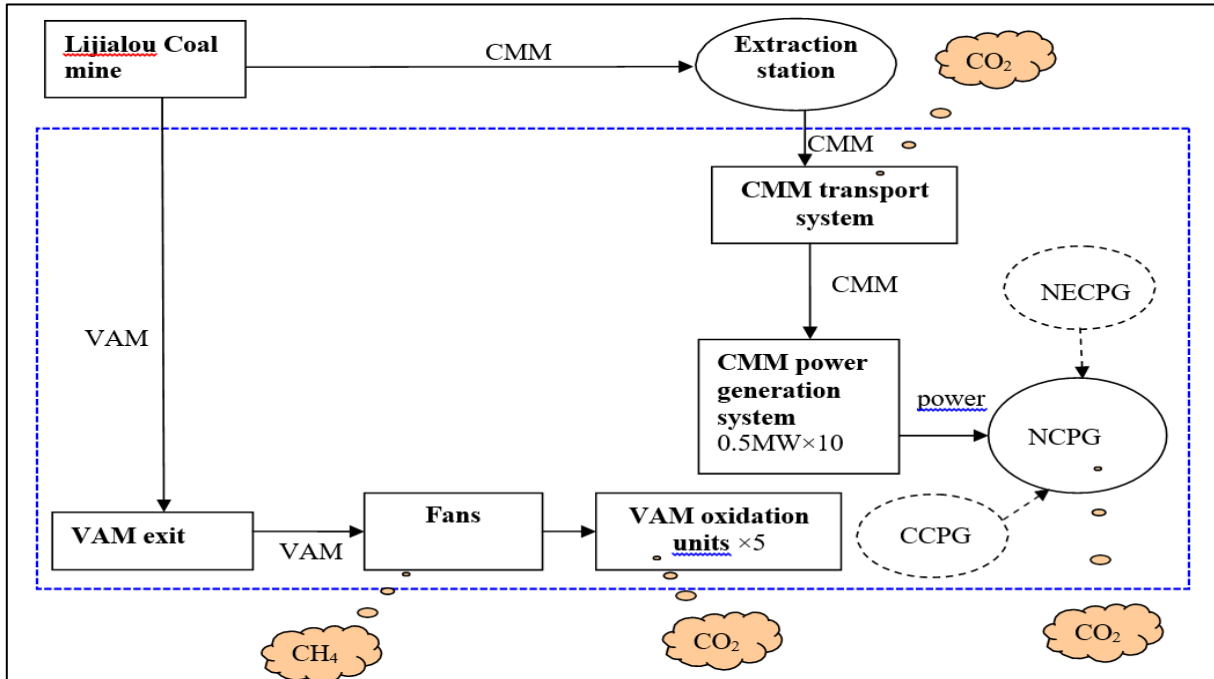 Lijialou Coal
mine
CMM
Extraction
station
CO₂
CMM
CMM transport
system
CMM
NECPG
VAM
CMM power
generation
system
0.5MW×10
power
NCPG
VAM exit
VAM
Fans
VAM oxidation
units ×5
CCPG
CH₄
CO₂
CO₂